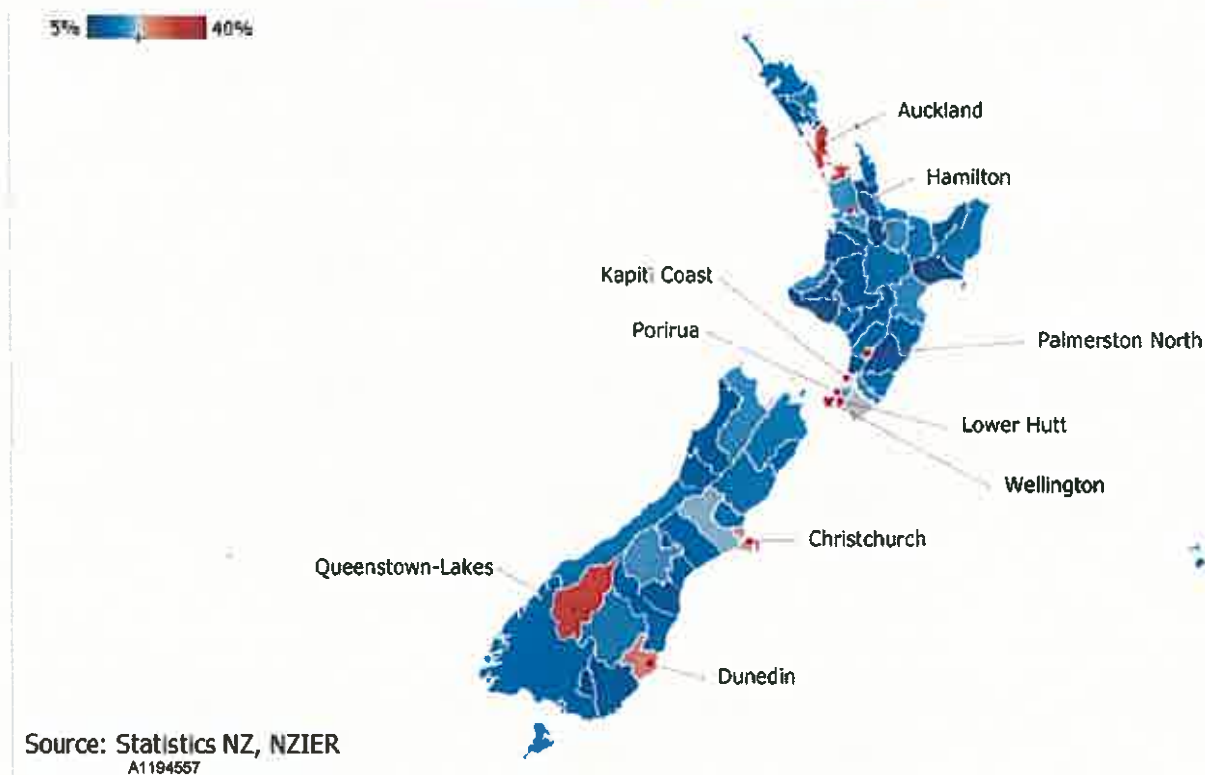 5% 40%
Auckland
Hamilton
Kapiti Coast
Porirua
Palmerston North
Lower Hutt
Wellington
Christchurch
Queenstown-Lakes
Dunedin
Source: Statistics NZ, NZIER
A1194557